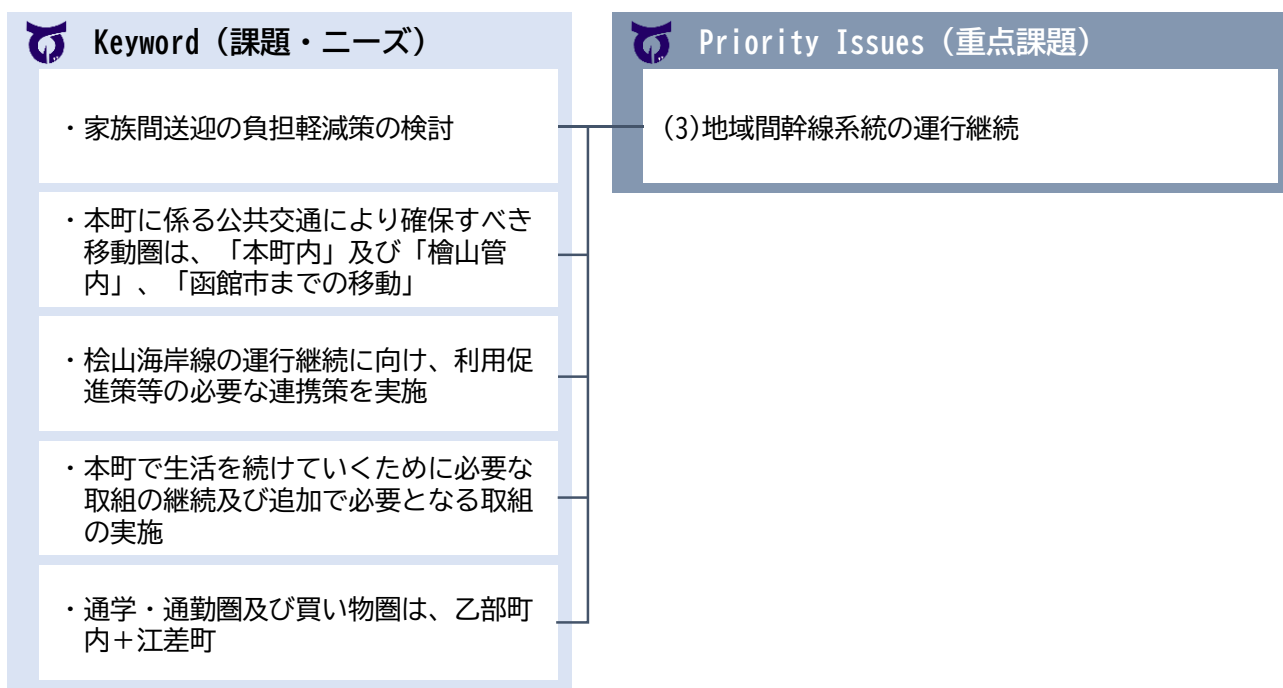 Keyword（課題・ニーズ）
・家族間送迎の負担軽減策の検討
・本町に係る公共交通により確保すべき
移動圏は、「本町内」及び「檜山管
内」、「函館市までの移動」
・桧山海岸線の運行継続に向け、利用促
進策等の必要な連携策を実施
・本町で生活を続けていくために必要な
取組の継続及び追加で必要となる取組
の実施
・通学・通勤圏及び買い物圏は、乙部町
内＋江差町
Priority Issues（重点課題）
(3)地域間幹線系統の運行継続